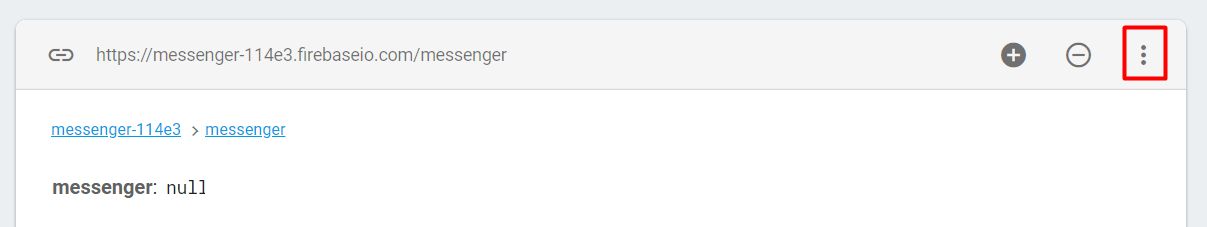 https://messenger-114e3.firebaseio.com/messenger
messenger-114e3 > messenger
messenger: null